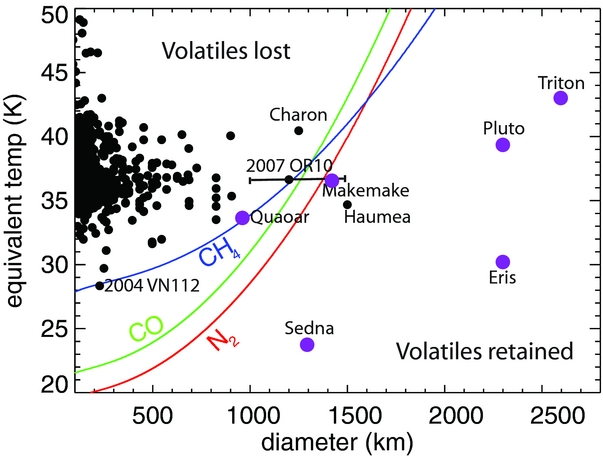 50
45
40
35
30
25
20
equivalent temp (K)
Volatiles lost
Triton
Charon
Pluto
2007 OR10
Makemake
Quaoar
Haumea
CH4
2004 VN112
Eris
CO
N2
Sedna
Volatiles retained
500 1000 1500 2000 2500
diameter (km)